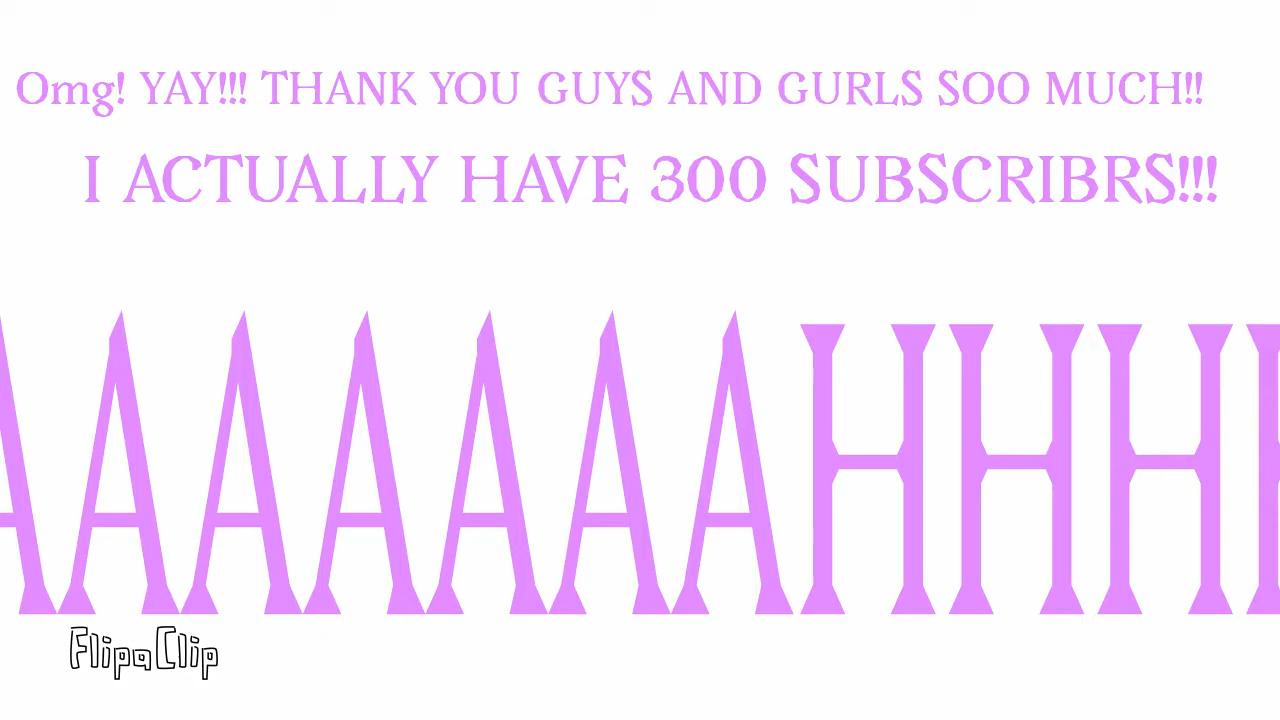 Omg! YAY!!! THANK YOU GUYS AND GURLS SOO MUCH!!
I ACTUALLY HAVE 300 SUBSCRIBRS!!!
AAAAAAAHHHH
FlipaClip